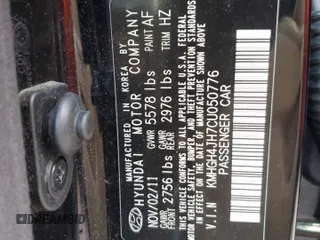 MANUFACTURED IN KOREA BY
HYUNDAI MOTOR COMPANY
NOV/02/11 GVWR 5578 lbs PAINT AF
GAWR FRONT 2756 lbs GAWR REAR 2976 lbs TRIM HZ
THIS VEHICLE CONFORMS TO ALL APPLICABLE U.S.A. FEDERAL
MOTOR VEHICLE SAFETY, BUMPER, AND THEFT PREVENTION STANDARDS
IN EFFECT ON THE DATE OF MANUFACTURE SHOWN ABOVE.
V.I.N
PASSENGER CAR
AutoBidMaster